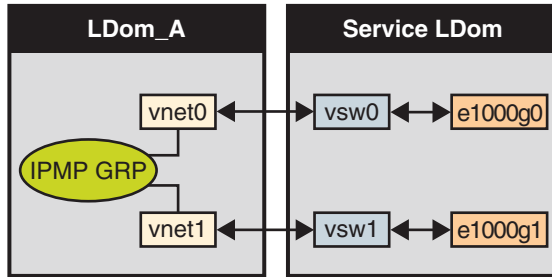 LDom_A
Service LDom
vnet0
vsw0
e1000g0
IPMP GRP
vnet1
vsw1
e1000g1